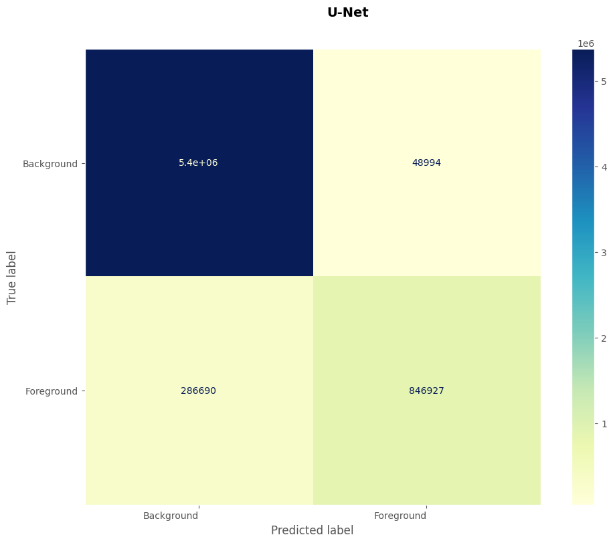 U-Net
1e6
Background
5.4e+06
48994
5
4
True label
3
2
Foreground
286690
846927
1
Background
Foreground
Predicted label